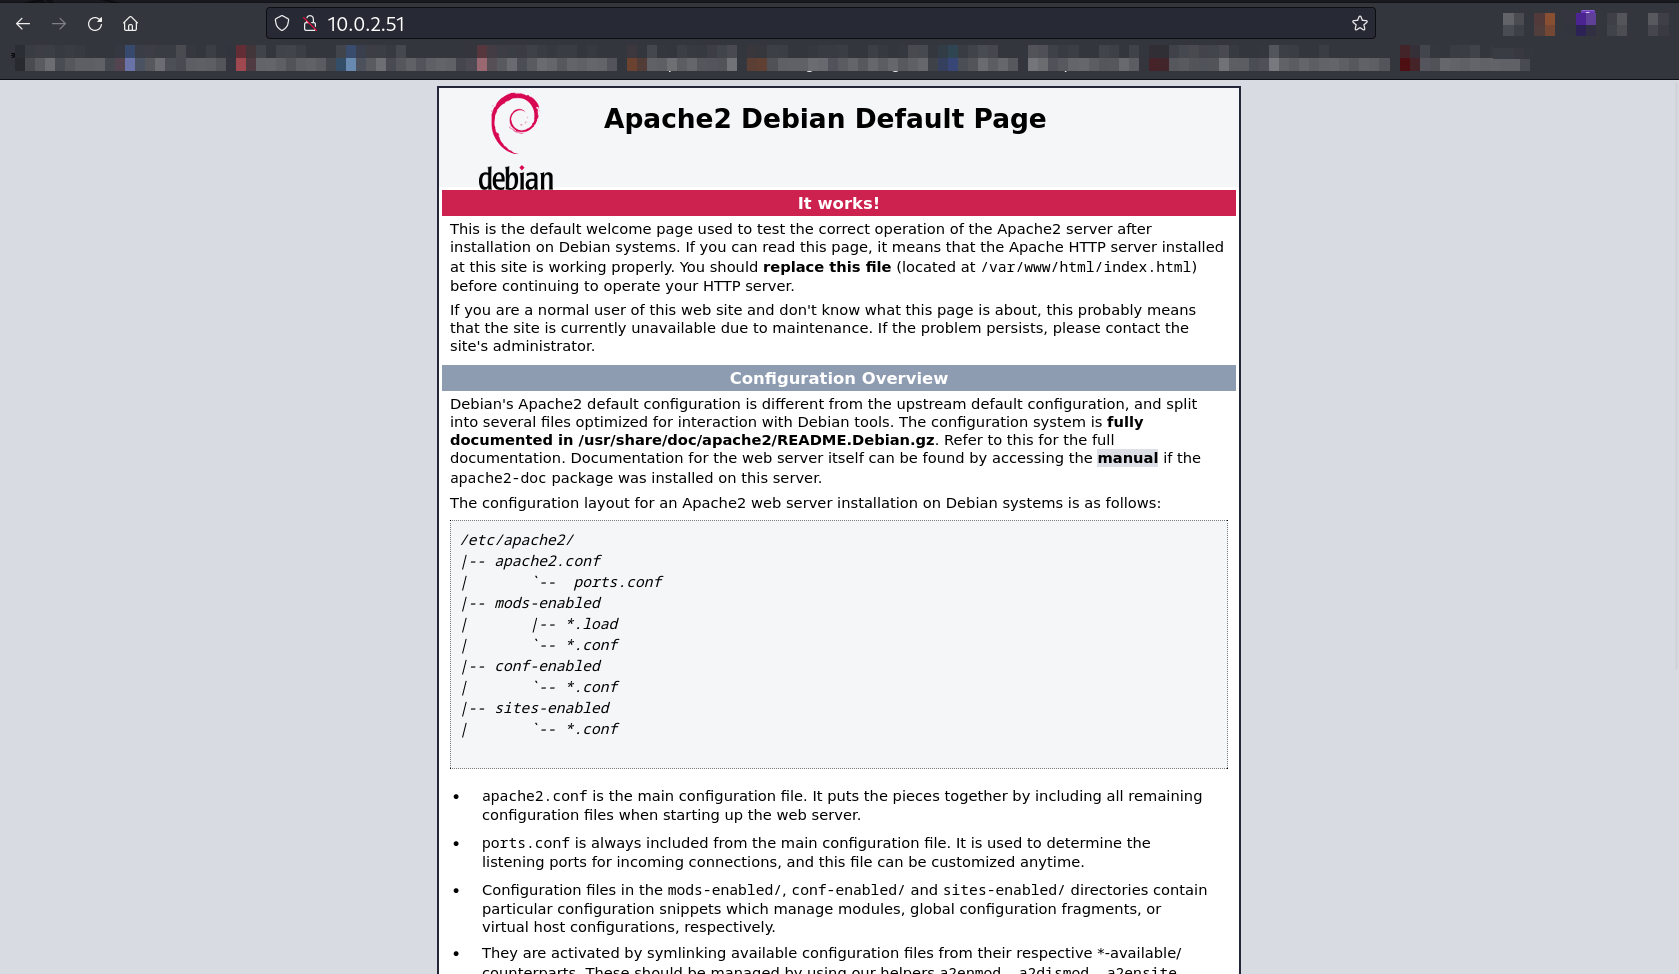 10.0.2.51
Apache2 Debian Default Page
debian
It works!
This is the default welcome page used to test the correct operation of the Apache2 server after
installation on Debian systems. If you can read this page, it means that the Apache HTTP server installed
at this site is working properly. You should replace this file (located at /var/www/html/index.html)
before continuing to operate your HTTP server.
If you are a normal user of this web site and don't know what this page is about, this probably means
that the site is currently unavailable due to maintenance. If the problem persists, please contact the
site's administrator.
Configuration Overview
Debian's Apache2 default configuration is different from the upstream default configuration, and split
into several files optimized for interaction with Debian tools. The configuration system is fully
documented in /usr/share/doc/apache2/README.Debian.gz. Refer to this for the full
documentation. Documentation for the web server itself can be found by accessing the manual if the
apache2-doc package was installed on this server.
The configuration layout for an Apache2 web server installation on Debian systems is as follows:
/etc/apache2/
|-- apache2.conf
|       `--  ports.conf
|-- mods-enabled
|       |-- *.load
|       `-- *.conf
|-- conf-enabled
|       `-- *.conf
|-- sites-enabled
|       `-- *.conf
• apache2.conf is the main configuration file. It puts the pieces together by including all remaining
configuration files when starting up the web server.
• ports.conf is always included from the main configuration file. It is used to determine the
listening ports for incoming connections, and this file can be customized anytime.
• Configuration files in the mods-enabled/, conf-enabled/ and sites-enabled/ directories contain
particular configuration snippets which manage modules, global configuration fragments, or
virtual host configurations, respectively.
• They are activated by symlinking available configuration files from their respective *-available/
counterparts. These should be managed by using our helpers a2enmod, a2dismod, a2ensite,